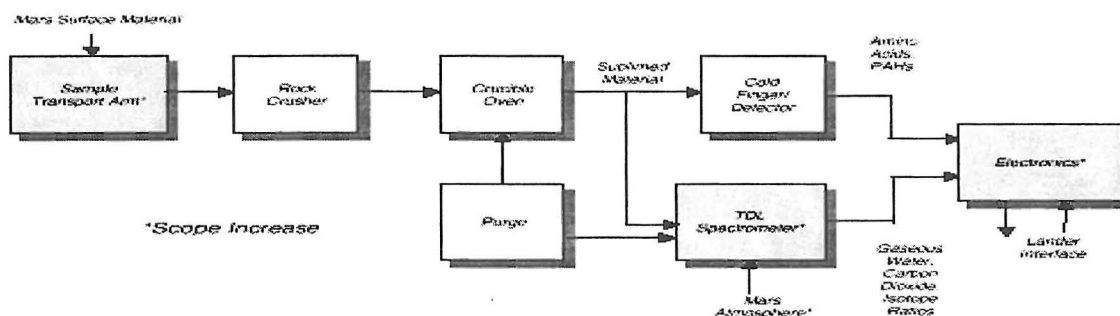 Mars Surface Material
Sample
Transport Arm*
Rock
Crusher
Crucible
Oven
Sublimed
Material
Cold
Finger/
Detector
Amino
Acids,
PAHs
Electronics*
*Scope Increase
Purge
TDL
Spectrometer*
Mars
Atmosphere*
Gaseous
Water,
Carbon
Dioxide
Isotope
Ratios
Lander
Interface